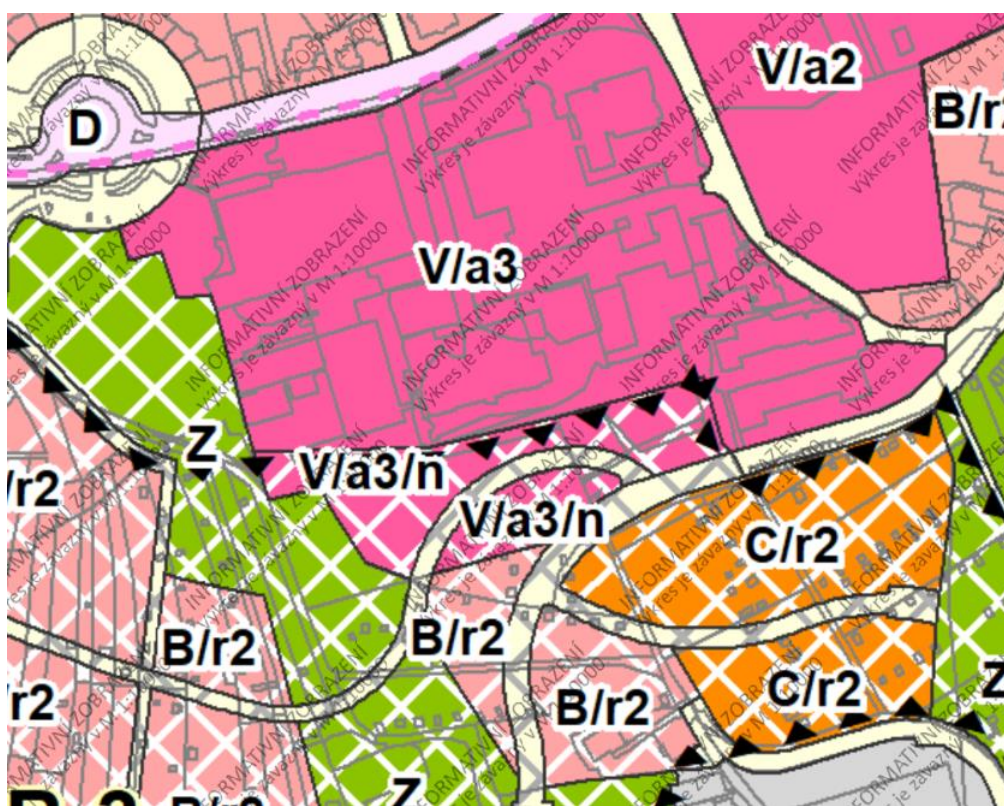 V/a2
D
B/r
V/a3
Z
V/a3/n
/r2
V/a3/n
C/r2
B/r2
B/r2
/r2
C/r2
B/r2
Z
Z
INFORMATIVNÍ ZOBRAZENÍ
Výkres je závazný v M 1:10000